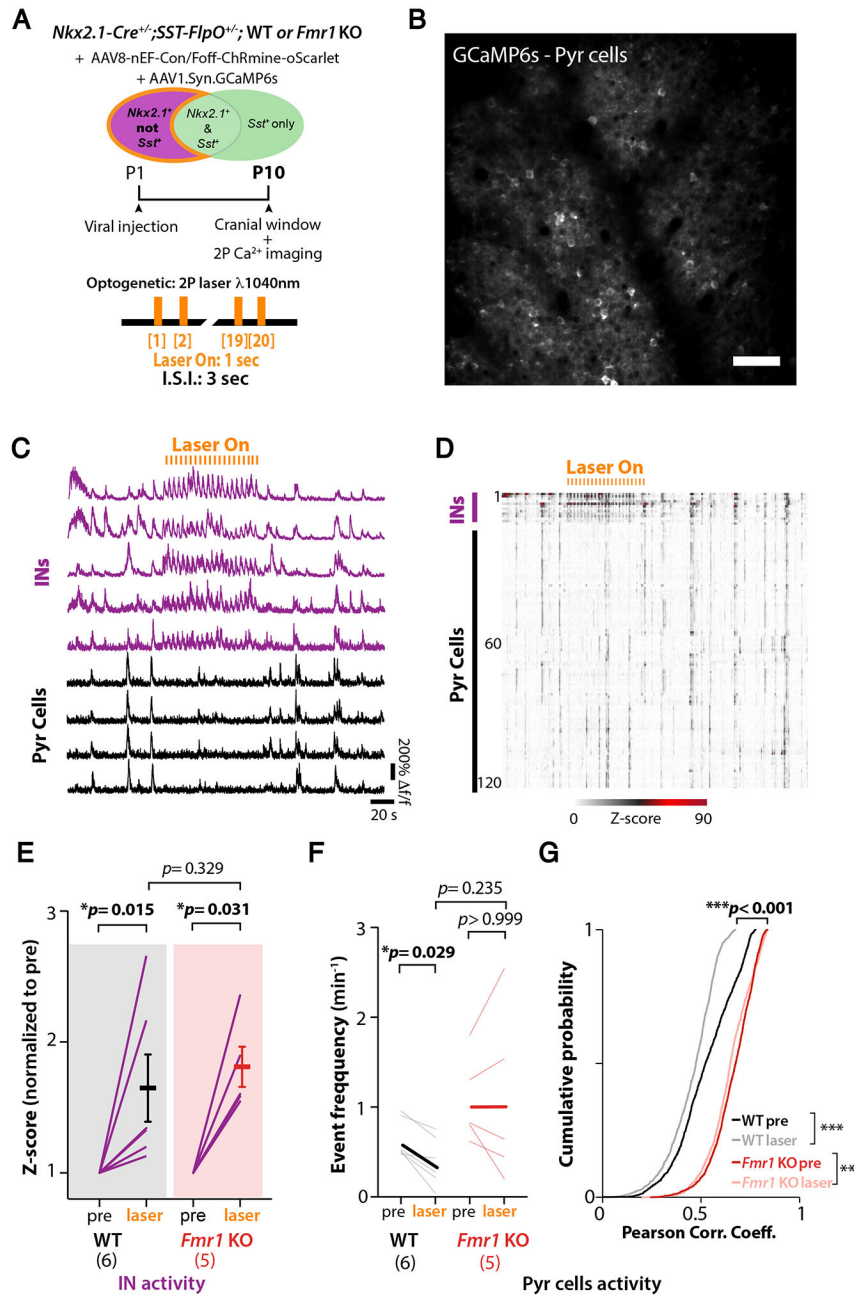 A
Nkx2.1-Cre+/-;SST-FlpO+/-; WT or Fmr1 KO
+ AAV8-nEF-Con/Foff-ChRmine-oScarlet
+ AAV1.Syn.GCaMP6s
Nkx2.1+
not
Sst+
Nkx2.1+
&
Sst+
Sst+ only
P1
P10
Viral injection
Cranial window
+
2P Ca2+ imaging
Optogenetic: 2P laser λ1040nm
[1] [2] [19][20]
Laser On: 1 sec
I.S.I.: 3 sec
B
GCaMP6s - Pyr cells
C
Laser On
INs
Pyr Cells
200% Δf/f
20 s
D
Laser On
INs
Pyr Cells
1
60
120
0 Z-score 90
E
p= 0.329
*p= 0.015
*p= 0.031
Z-score (normalized to pre)
3
2
1
pre laser pre laser
WT Fmr1 KO
(6) (5)
IN activity
F
p= 0.235
p> 0.999
*p= 0.029
Event freqquency (min-1)
3
2
1
0
pre laser pre laser
WT Fmr1 KO
(6) (5)
Pyr cells activity
G
***p< 0.001
Cumulative probability
1
0
WT pre
WT laser
***
Fmr1 KO pre
Fmr1 KO laser
**
0 0.5 1
Pearson Corr. Coeff.